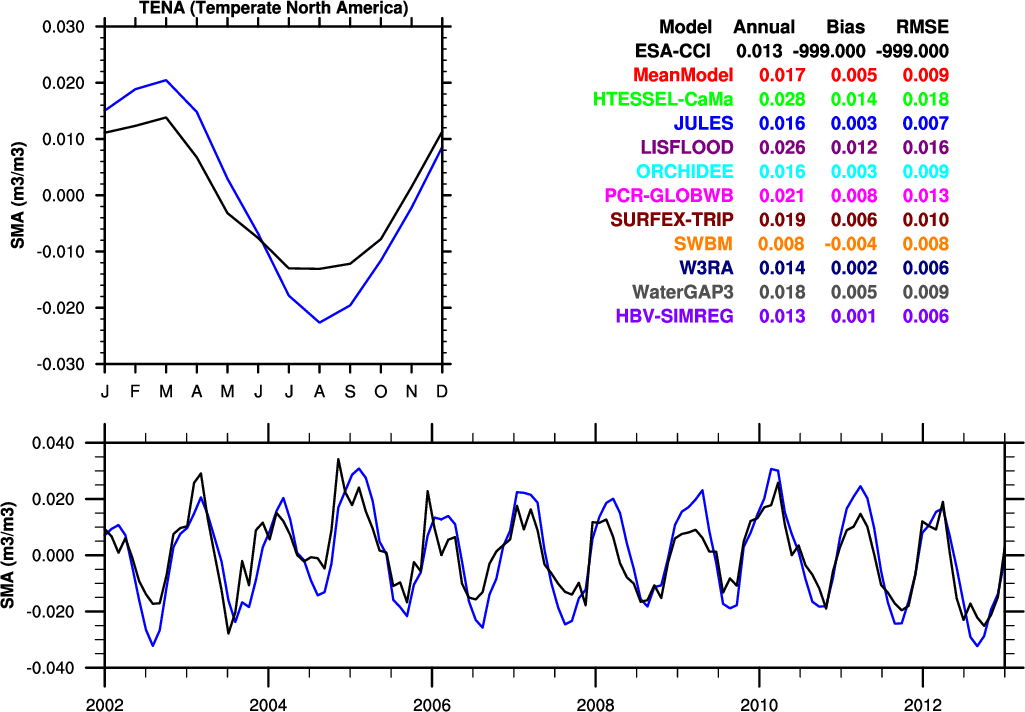 TENA (Temperate North America)
0.030
0.020
0.010
0.000
-0.010
-0.020
-0.030
SMA (m3/m3)
J F M A M J J A S O N D
Model Annual Bias RMSE
ESA-CCI 0.013 -999.000 -999.000
MeanModel 0.017 0.005 0.009
HTESSEL-CaMa 0.028 0.014 0.018
JULES 0.016 0.003 0.007
LISFLOOD 0.026 0.012 0.016
ORCHIDEE 0.016 0.003 0.009
PCR-GLOBWB 0.021 0.008 0.013
SURFEX-TRIP 0.019 0.006 0.010
SWBM 0.008 -0.004 0.008
W3RA 0.014 0.002 0.006
WaterGAP3 0.018 0.005 0.009
HBV-SIMREG 0.013 0.001 0.006
0.040
0.020
0.000
-0.020
-0.040
SMA (m3/m3)
2002 2004 2006 2008 2010 2012